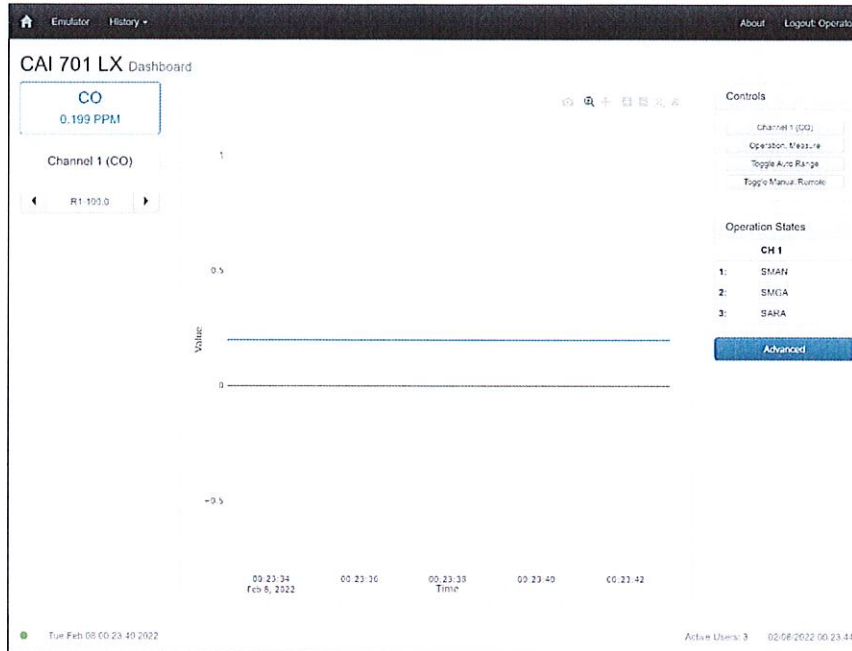 Emulator History
About Logout: Operato
CAI 701 LX Dashboard
CO
0.199 PPM
Channel 1 (CO)
R1-100.0
Value
1
0.5
0
−0.5
00:23:34
Feb 8, 2022
00:23:36
00:23:38
00:23:40
00:23:42
Time
Controls
Channel 1 (CO)
Operation: Measure
Toggle Auto Range
Toggle Manual Remote
Operation States
CH 1
1: SMAN
2: SMGA
3: SARA
Advanced
Tue Feb 08 00:23:49 2022
Active Users: 3 02/08/2022 00:23:44